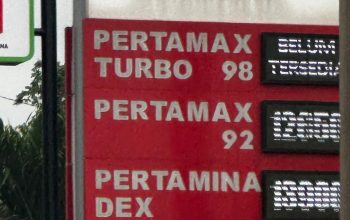 PERTAMAX BELUM
TURBO 98 TERSEDIA
PERTAMAX
92
PERTAMINA
DEX